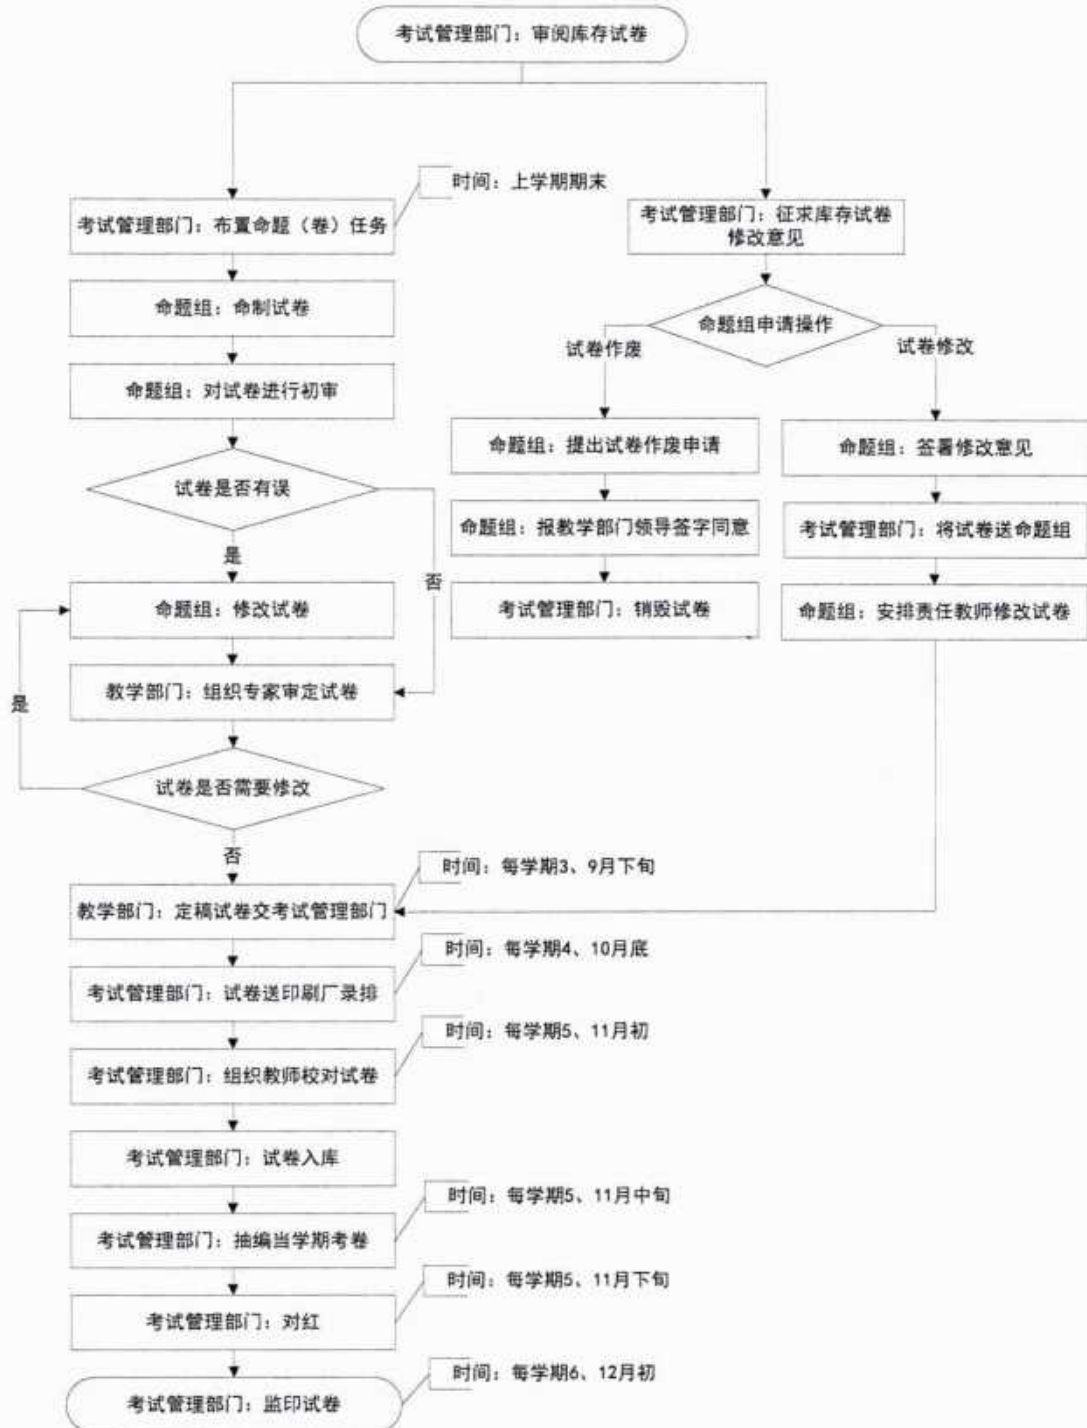 考试管理部门：审阅库存试卷
时间：上学期期末
考试管理部门：布置命题（卷）任务
考试管理部门：征求库存试卷
修改意见
命题组：命制试卷
命题组申请操作
试卷作废
试卷修改
命题组：对试卷进行初审
命题组：提出试卷作废申请
命题组：签署修改意见
试卷是否有误
命题组：报教学部门领导签字同意
考试管理部门：将试卷送命题组
是
否
命题组：修改试卷
考试管理部门：销毁试卷
命题组：安排责任教师修改试卷
教学部门：组织专家审定试卷
是
试卷是否需要修改
否
时间：每学期3、9月下旬
教学部门：定稿试卷交考试管理部门
时间：每学期4、10月底
考试管理部门：试卷送印刷厂录排
时间：每学期5、11月初
考试管理部门：组织教师校对试卷
考试管理部门：试卷入库
时间：每学期5、11月中旬
考试管理部门：抽编当学期考卷
时间：每学期5、11月下旬
考试管理部门：对红
时间：每学期6、12月初
考试管理部门：监印试卷